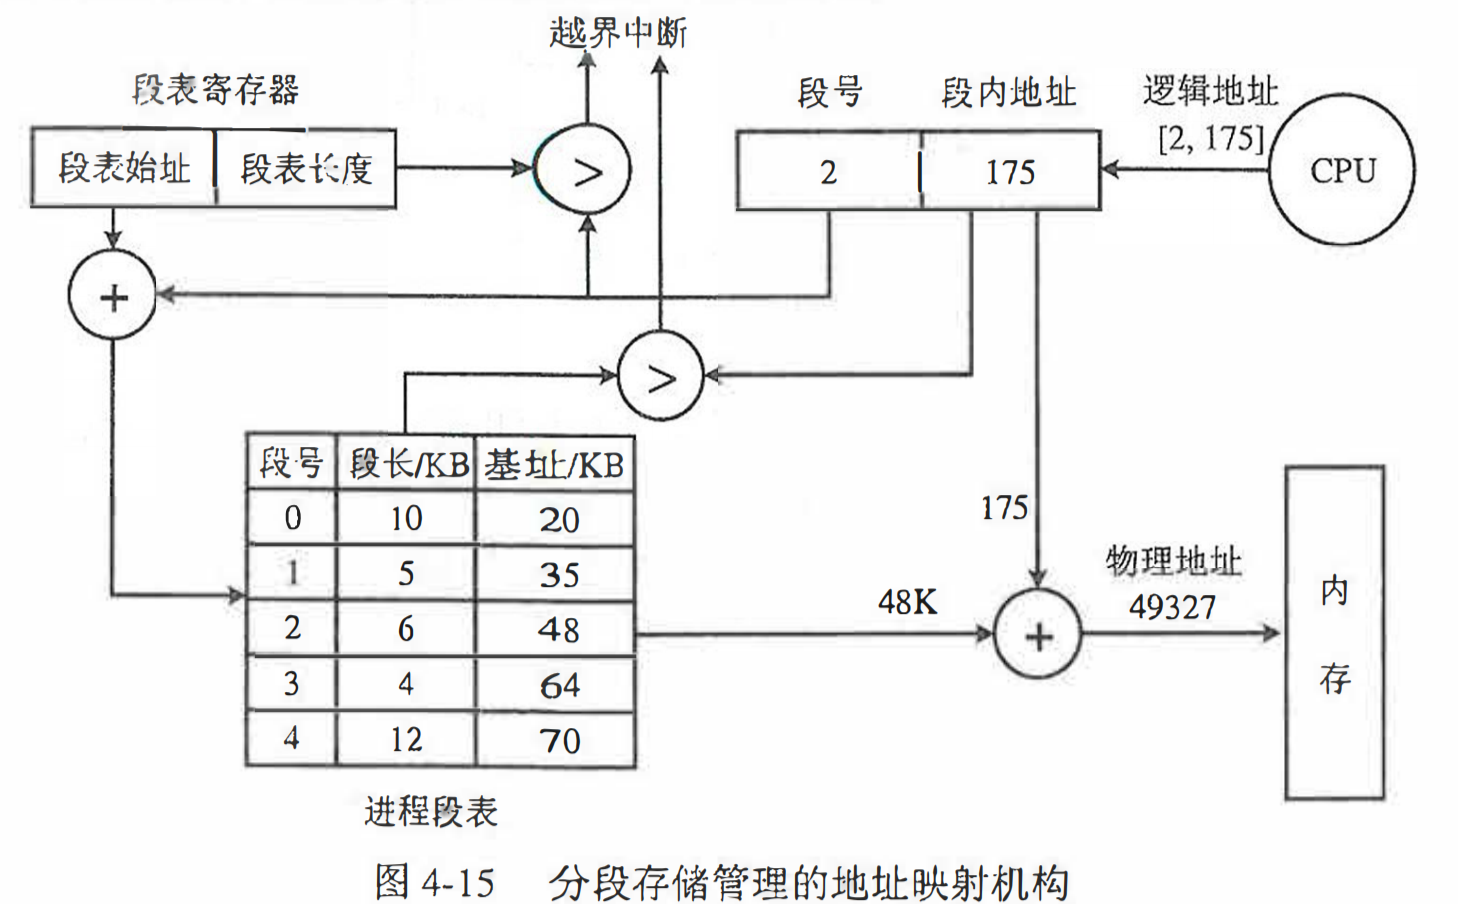 越界中断
段表寄存器
段号 段内地址
逻辑地址
[2, 175]
段表始址 段表长度
>
2 175
CPU
+
>
段号 段长/KB 基址/KB
0 10 20
1 5 35
2 6 48
3 4 64
4 12 70
175
48K
+
物理地址
49327
内
存
进程段表
图 4-15 分段存储管理的地址映射机构